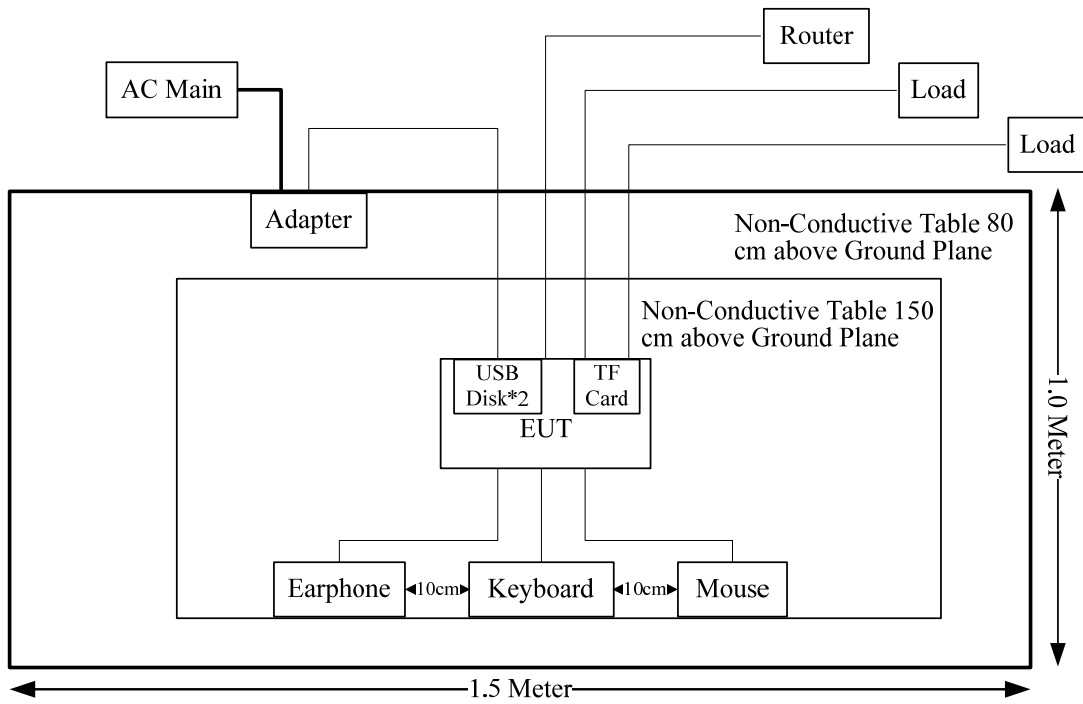 Router
AC Main
Load
Load
Adapter
Non-Conductive Table 80
cm above Ground Plane
Non-Conductive Table 150
cm above Ground Plane
USB
Disk*2
TF
Card
EUT
1.0 Meter
Earphone
10cm
Keyboard
10cm
Mouse
1.5 Meter